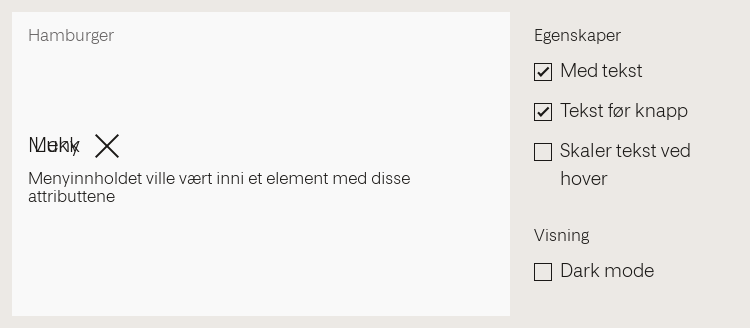 Hamburger
Menyinnholdet ville vært inni et element med disse
attributtene
Egenskaper
Med tekst
Tekst før knapp
Skaler tekst ved
hover
Visning
Dark mode